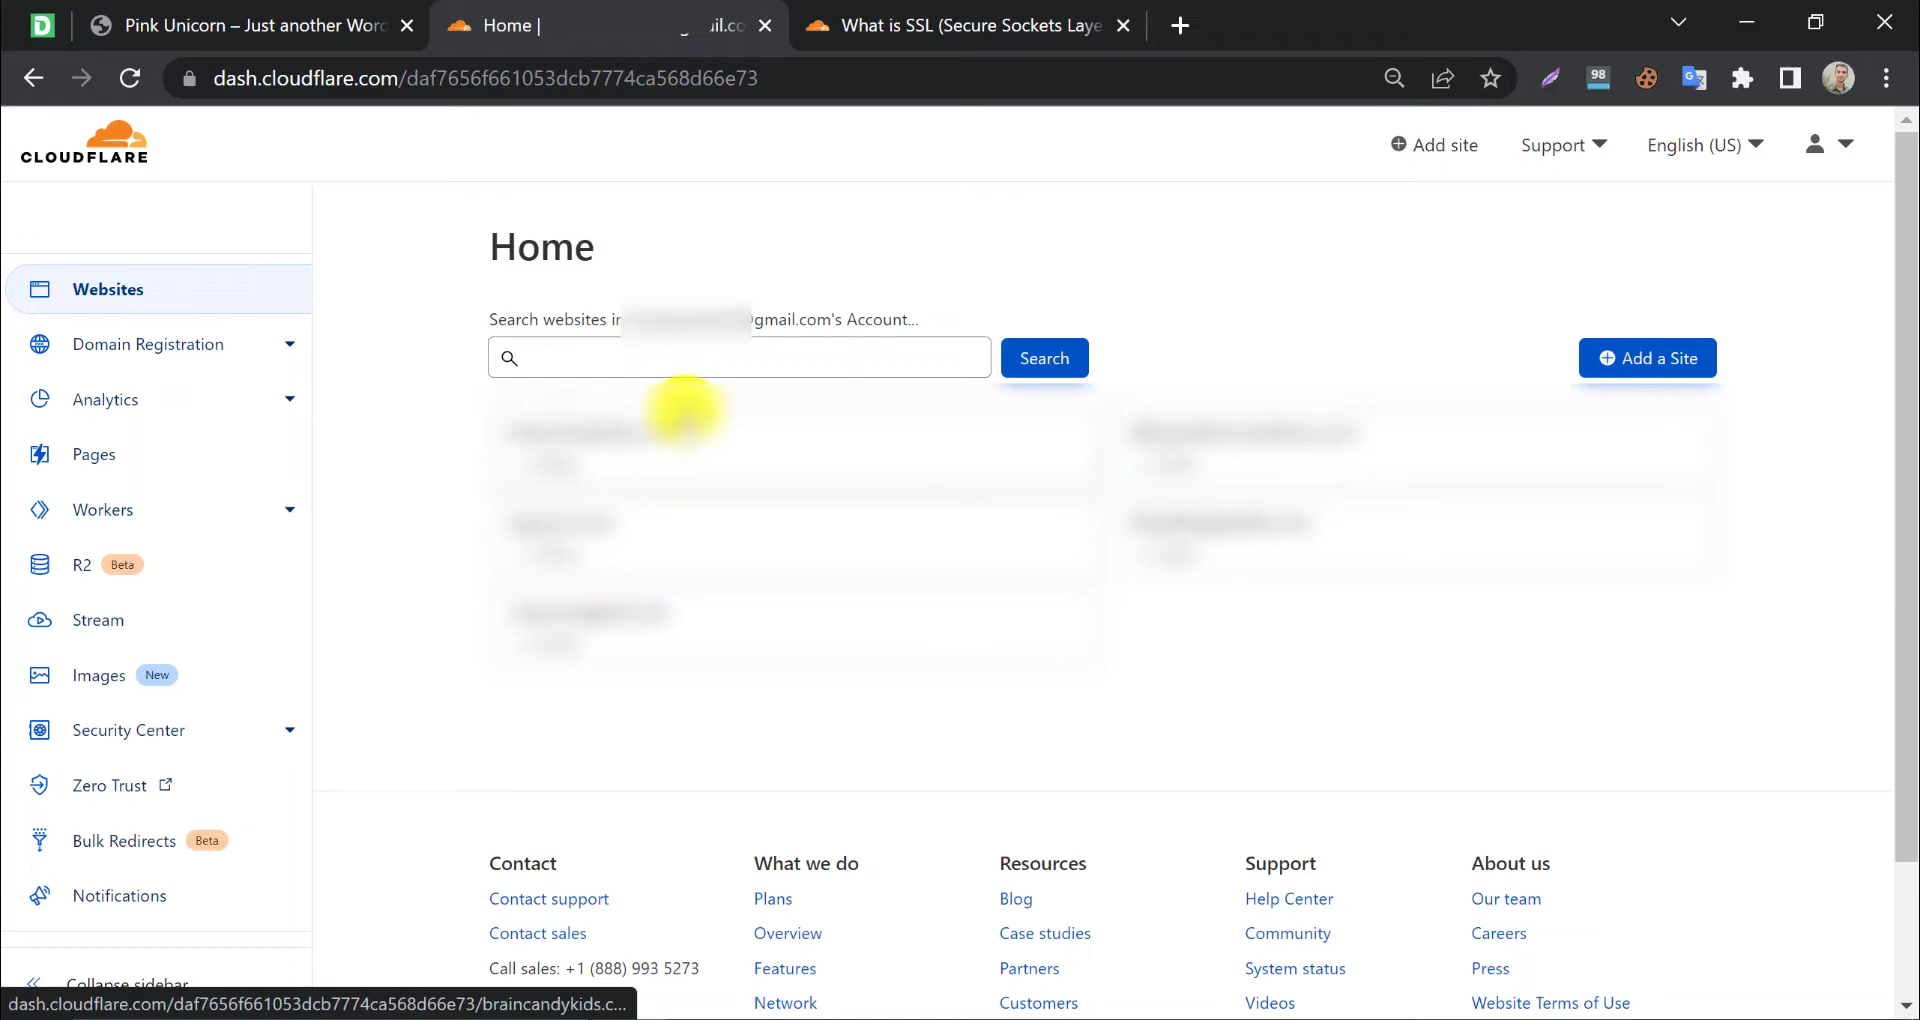 Pink Unicorn – Just another Word
Home |
il.co
What is SSL (Secure Sockets Laye
dash.cloudflare.com/daf7656f661053dcb7774ca568d66e73
98
CLOUDFLARE
Add site
Support
English (US)
Home
Websites
Search websites in
@gmail.com's Account...
Domain Registration
Search
Add a Site
Analytics
Pages
Workers
R2 Beta
Stream
Images New
Security Center
Zero Trust
Bulk Redirects Beta
Notifications
Collapse sidebar
Contact
Contact support
Contact sales
Call sales: +1 (888) 993 5273
What we do
Plans
Overview
Features
Network
Resources
Blog
Case studies
Partners
Customers
Support
Help Center
Community
System status
Videos
About us
Our team
Careers
Press
Website Terms of Use
dash.cloudflare.com/daf7656f661053dcb7774ca568d66e73/braincandykids.c...